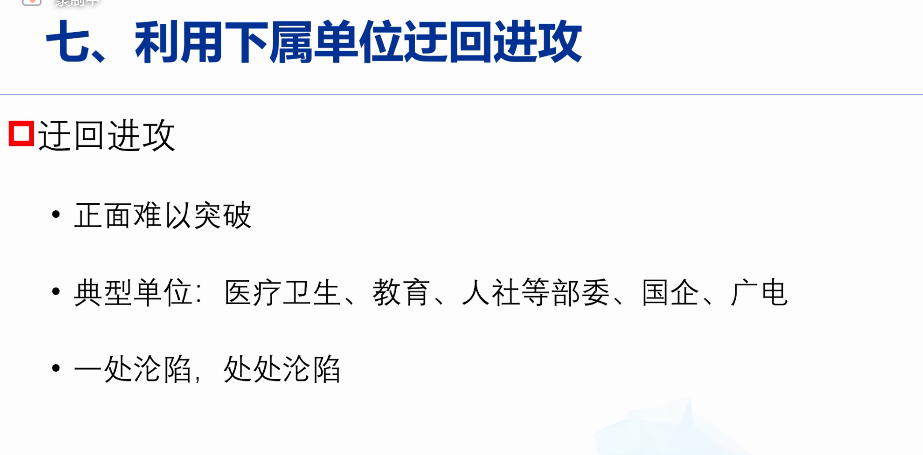 七、利用下属单位迂回进攻
迂回进攻
• 正面难以突破
• 典型单位：医疗卫生、教育、人社等部委、国企、广电
• 一处沦陷，处处沦陷